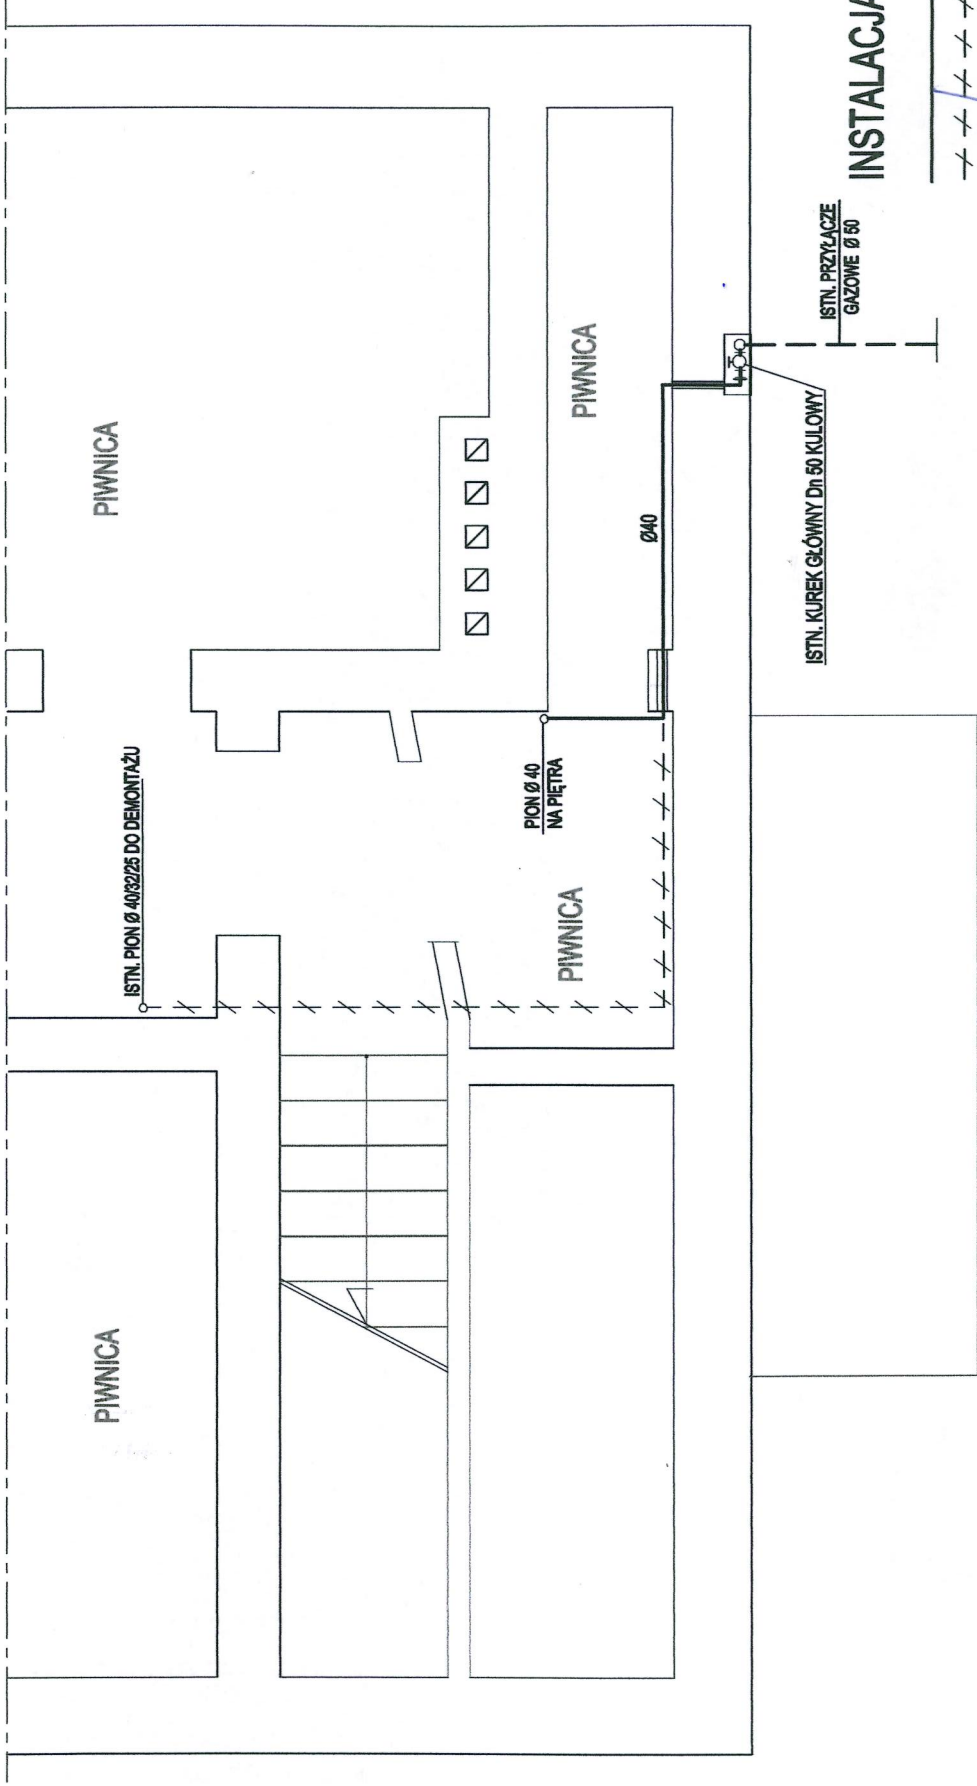 PIWNICA
PIWNICA
ISTN. PION Ø 40/32/25 DO DEMONTAŻU
PION Ø 40
NA PIĘTRA
PIWNICA
PIWNICA
Ø40
ISTN. KUREK GŁÓWNY Dn 50 KULOWY
ISTN. PRZYŁĄCZE
GAZOWE Ø 50
INSTALACJA